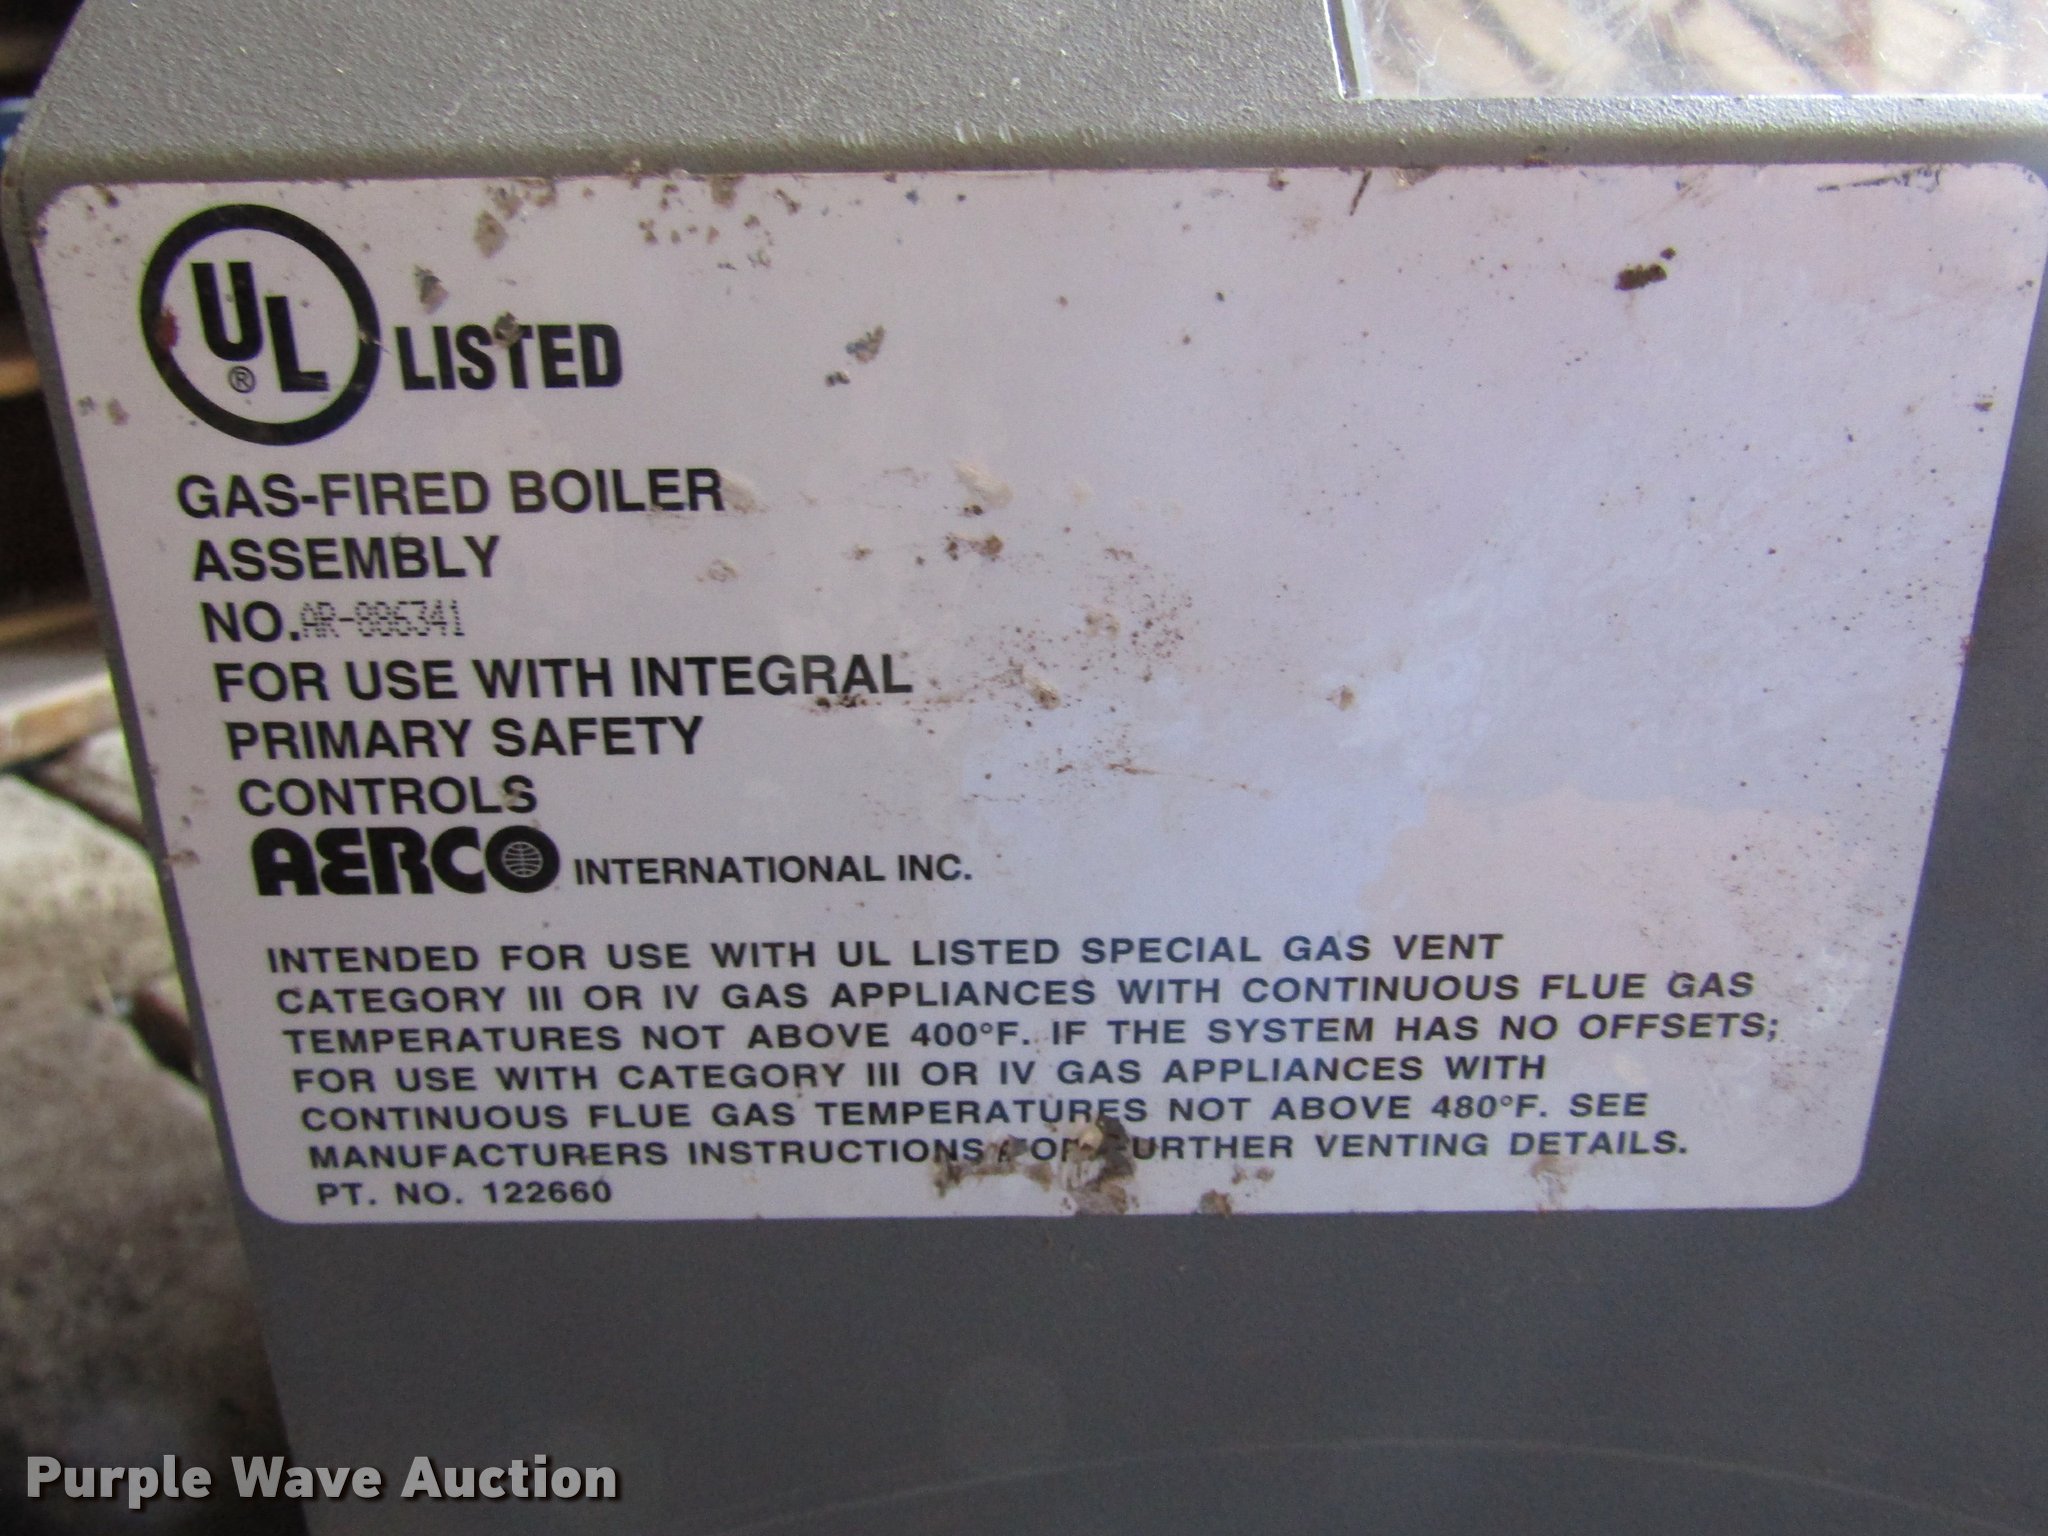 UL
®
LISTED
GAS-FIRED BOILER
ASSEMBLY
NO. AR-886341
FOR USE WITH INTEGRAL
PRIMARY SAFETY
CONTROLS
AERCO INTERNATIONAL INC.
INTENDED FOR USE WITH UL LISTED SPECIAL GAS VENT
CATEGORY III OR IV GAS APPLIANCES WITH CONTINUOUS FLUE GAS
TEMPERATURES NOT ABOVE 400°F. IF THE SYSTEM HAS NO OFFSETS;
FOR USE WITH CATEGORY III OR IV GAS APPLIANCES WITH
CONTINUOUS FLUE GAS TEMPERATURES NOT ABOVE 480°F. SEE
MANUFACTURERS INSTRUCTIONS FOR FURTHER VENTING DETAILS.
PT. NO. 122660
Purple Wave Auction